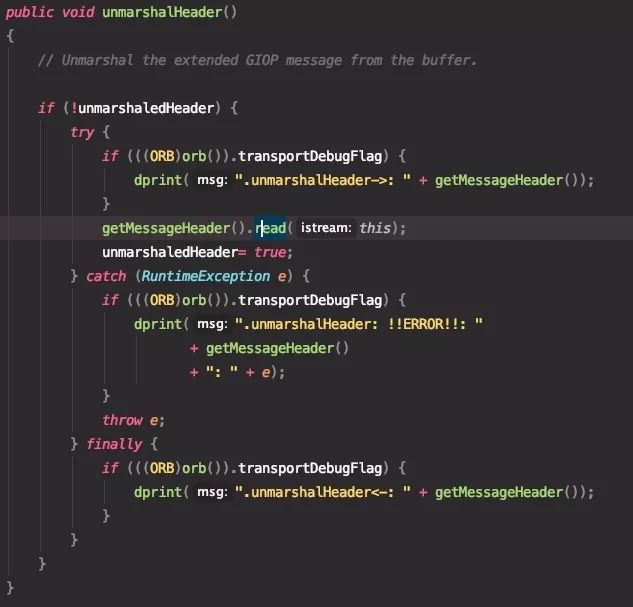 public void unmarshalHeader()
{
// Unmarshal the extended GIOP message from the buffer.
if (!unmarshaledHeader) {
try {
if (((ORB)orb()).transportDebugFlag) {
dprint( msg: ".unmarshalHeader->: " + getMessageHeader());
}
getMessageHeader().read( istream: this);
unmarshaledHeader= true;
} catch (RuntimeException e) {
if (((ORB)orb()).transportDebugFlag) {
dprint( msg: ".unmarshalHeader: !!ERROR!!: "
+ getMessageHeader()
+ ": " + e);
}
throw e;
} finally {
if (((ORB)orb()).transportDebugFlag) {
dprint( msg: ".unmarshalHeader<-: " + getMessageHeader());
}
}
}
}